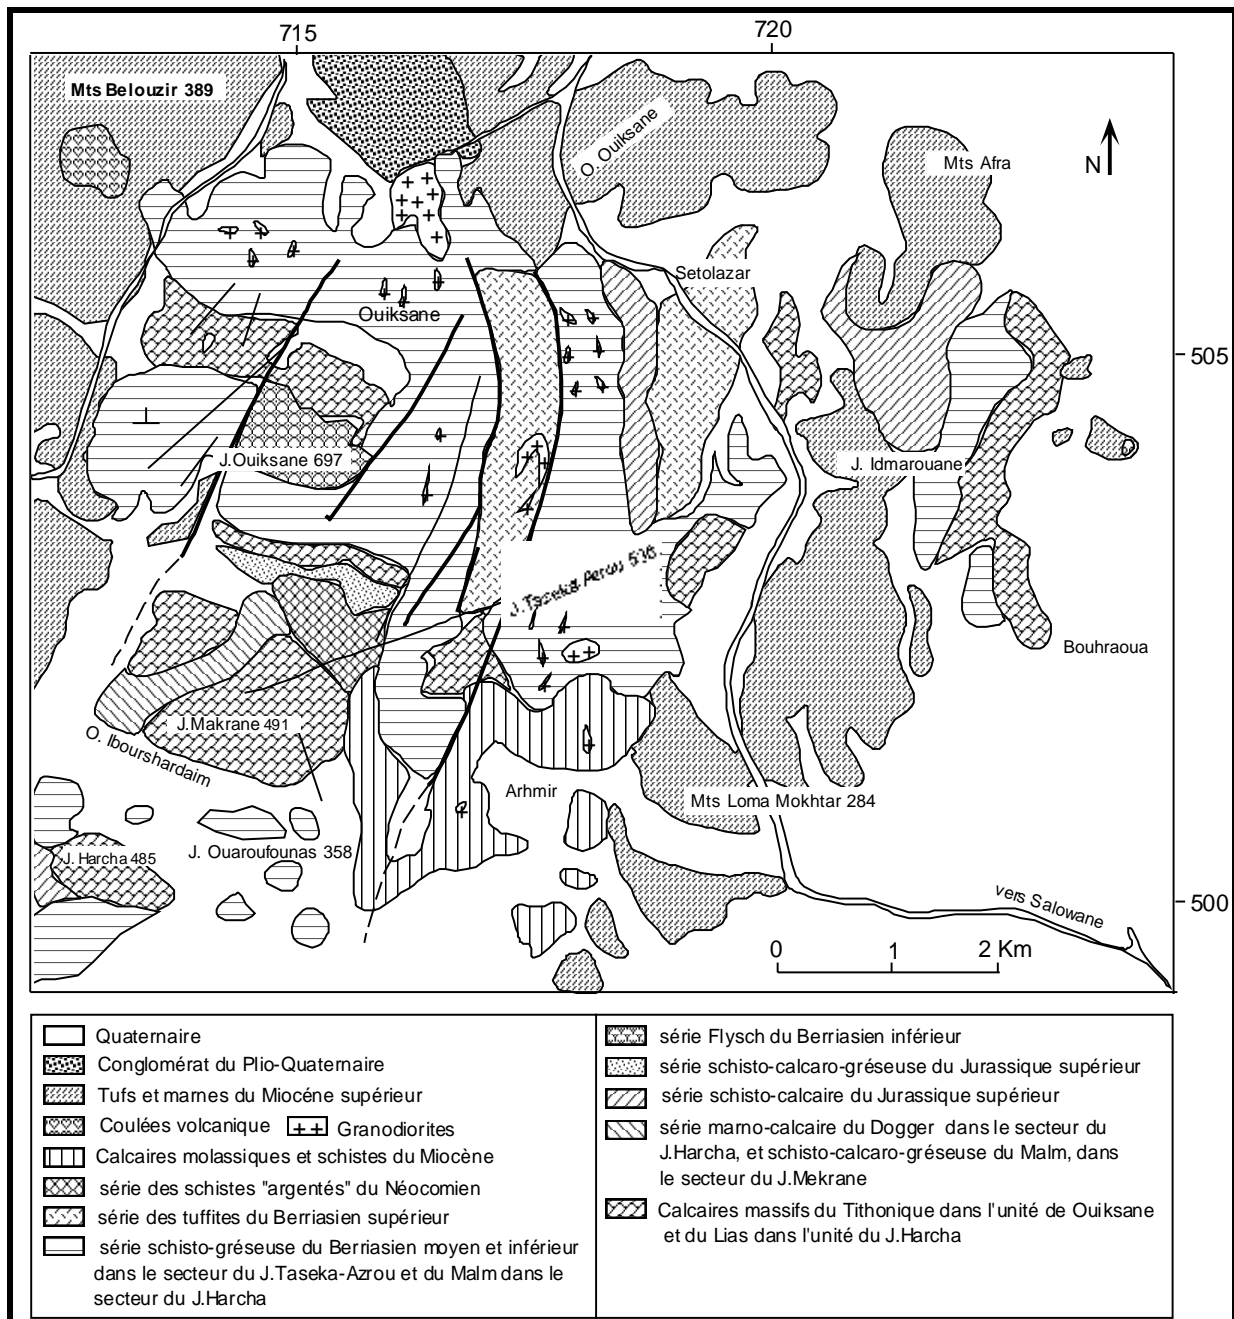 715
720
Mts Belouzir 389
O. Ouiksane
Mts Afra
N
Setolazar
Ouiksane
505
J.Ouiksane 697
J. Idmarouane
J.Taseka
Bouhraoua
J.Makrane 491
O. Ibourshardaim
Arhmir
Mts Loma Mokhtar 284
J. Harcha 485
J. Ouaroufounas 358
vers Salowane
500
0 1 2 Km
Quaternaire
Conglomérat du Plio-Quaternaire
Tufs et marnes du Miocéne supérieur
Coulées volcanique
Granodiorites
Calcaires molassiques et schistes du Miocène
série des schistes "argentés" du Néocomien
série des tuffites du Berriasien supérieur
série schisto-gréseuse du Berriasien moyen et inférieur
dans le secteur du J.Taseka-Azrou et du Malm dans le
secteur du J.Harcha
série Flysch du Berriasien inférieur
série schisto-calcaro-gréseuse du Jurassique supérieur
série schisto-calcaire du Jurassique supérieur
série marno-calcaire du Dogger dans le secteur du
J.Harcha, et schisto-calcaro-gréseuse du Malm, dans
le secteur du J.Mekrane
Calcaires massifs du Tithonique dans l'unité de Ouiksane
et du Lias dans l'unité du J.Harcha